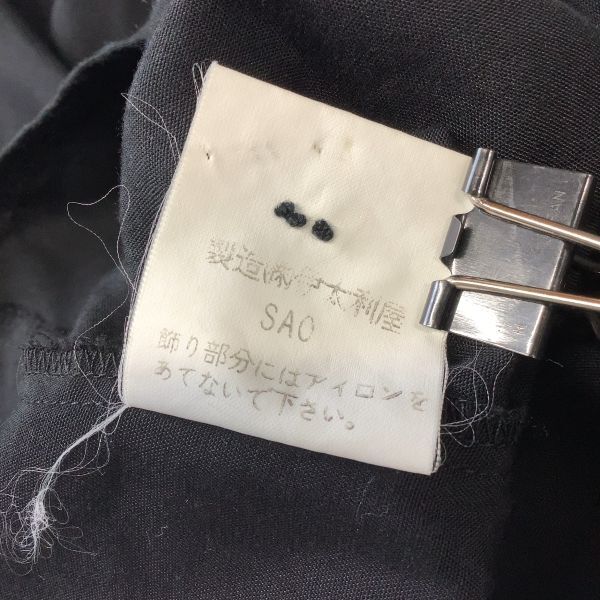 製造(株)伊太利屋
SAO
飾り部分にはアイロンを
あてないで下さい。